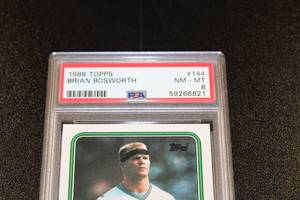 1988 TOPPS #144
BRIAN BOSWORTH NM-MT
8
PSA 59266821
Topps